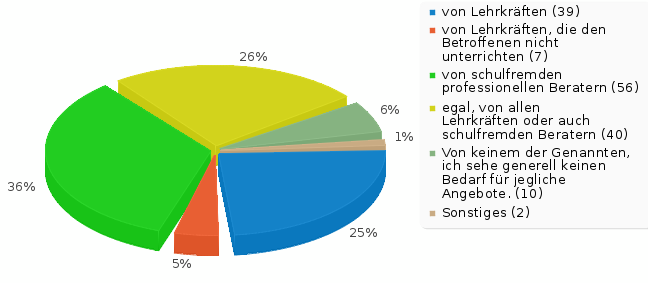 26%
6%
1%
36%
25%
5%
von Lehrkräften (39)
von Lehrkräften, die den
Betroffenen nicht
unterrichten (7)
von schulfremden
professionellen Beratern (56)
egal, von allen
Lehrkräften oder auch
schulfremden Beratern (40)
Von keinem der Genannten,
ich sehe generell keinen
Bedarf für jegliche
Angebote. (10)
Sonstiges (2)